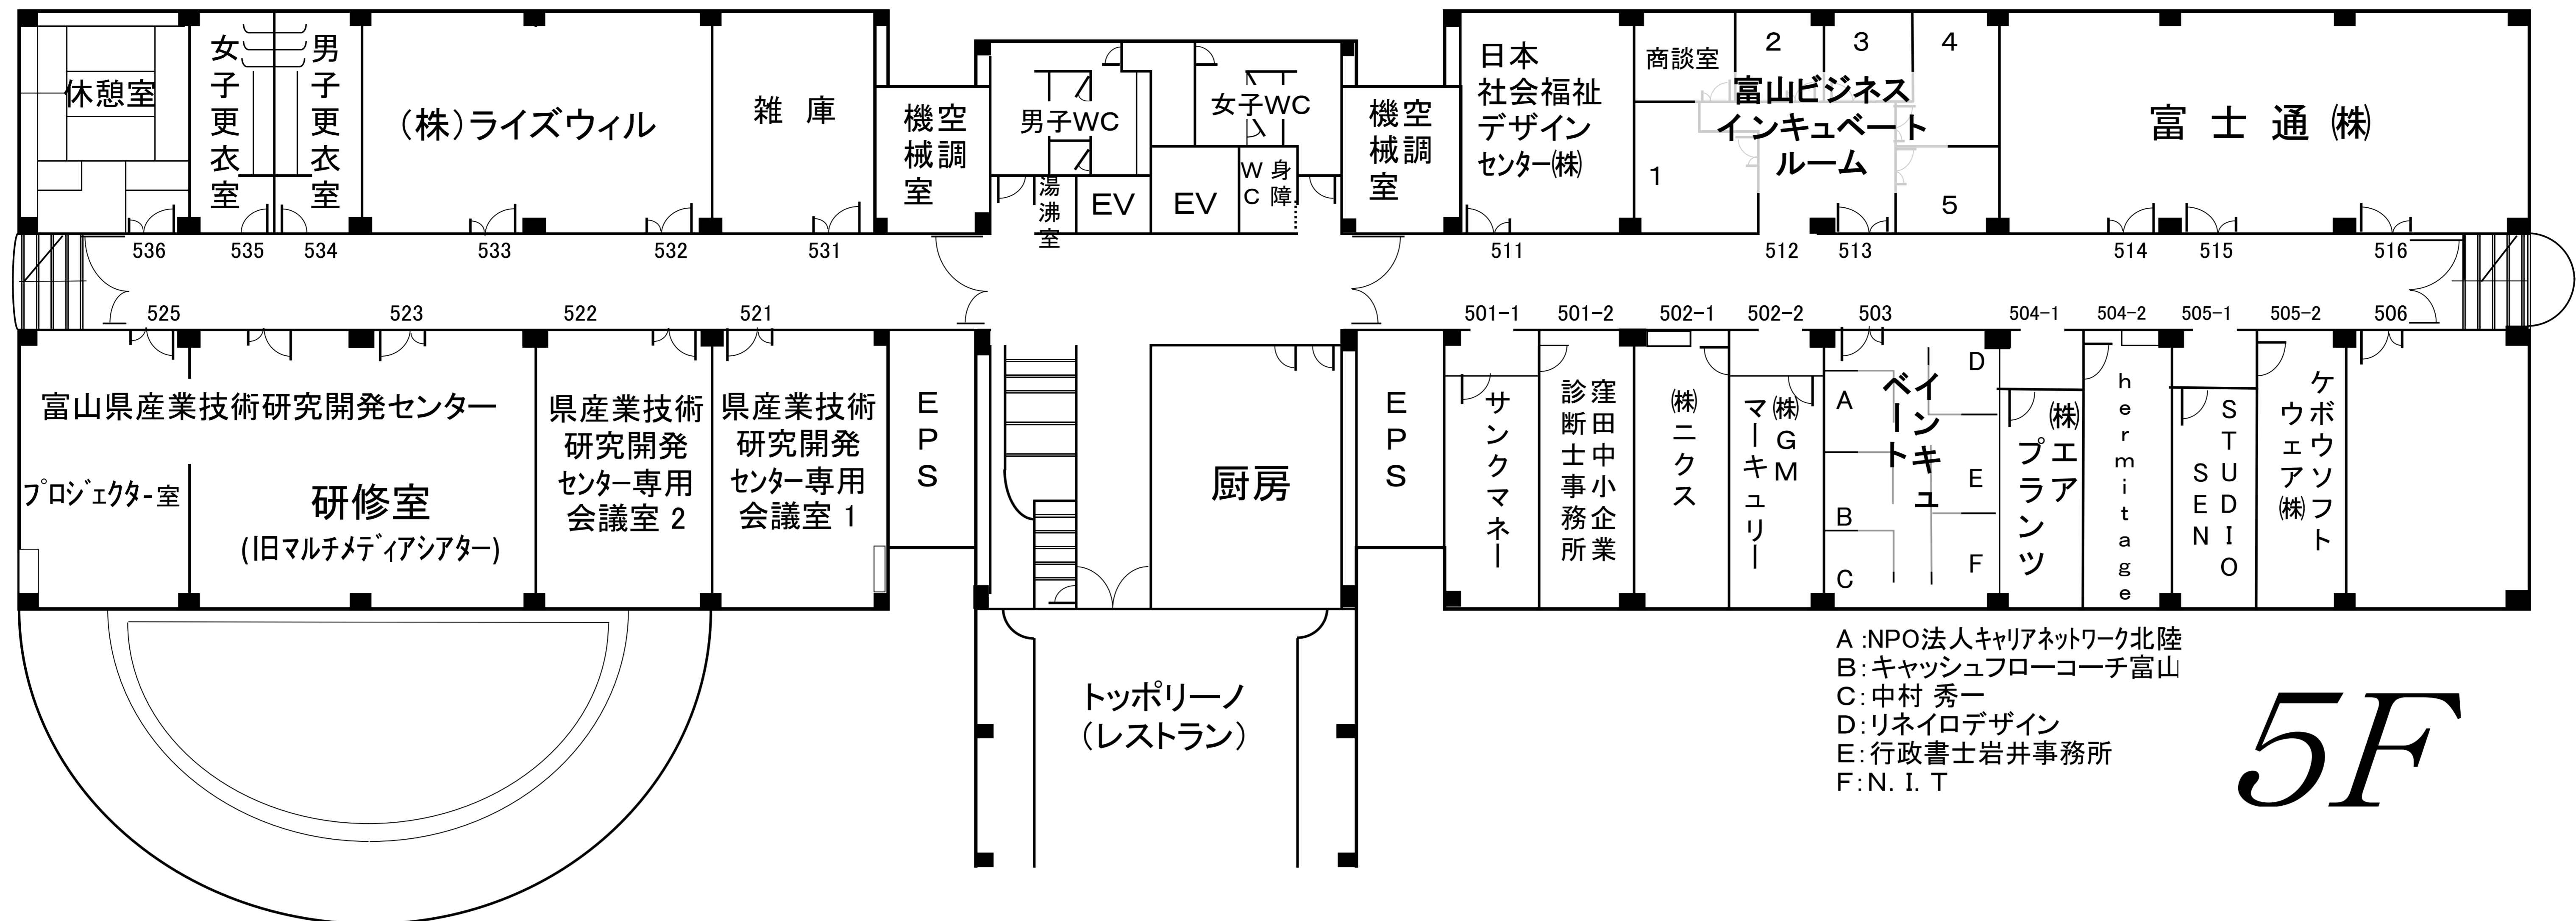 休憩室
女子更衣室
男子更衣室
(株)ライズウィル
雑庫
空調
機械室
男子WC
女子WC
湯沸室
EV
EV
身障
WC
空調
機械室
日本
社会福祉
デザイン
センター㈱
商談室
1
2
3
4
5
富山ビジネス
インキュベート
ルーム
富士通㈱
536
535
534
533
532
531
511
512
513
514
515
516
525
523
522
521
501-1
501-2
502-1
502-2
503
504-1
504-2
505-1
505-2
506
富山県産業技術研究開発センター
プロジェクター室
研修室
(旧マルチメディアシアター)
県産業技術
研究開発
センター専用
会議室 2
県産業技術
研究開発
センター専用
会議室 1
EPS
厨房
EPS
サンクマネー
窪田中小企業
診断士事務所
㈱ニクス
㈱GM
マーキュリー
インキュ
ベート
A
B
C
D
E
F
㈱エア
プランツ
hermitage
STUDIO
SEN
ケボウソフト
ウェア㈱
トッポリーノ
(レストラン)
A:NPO法人キャリアネットワーク北陸
B:キャッシュフローコーチ富山
C:中村 秀一
D:リネイロデザイン
E:行政書士岩井事務所
F:N.I.T
5F